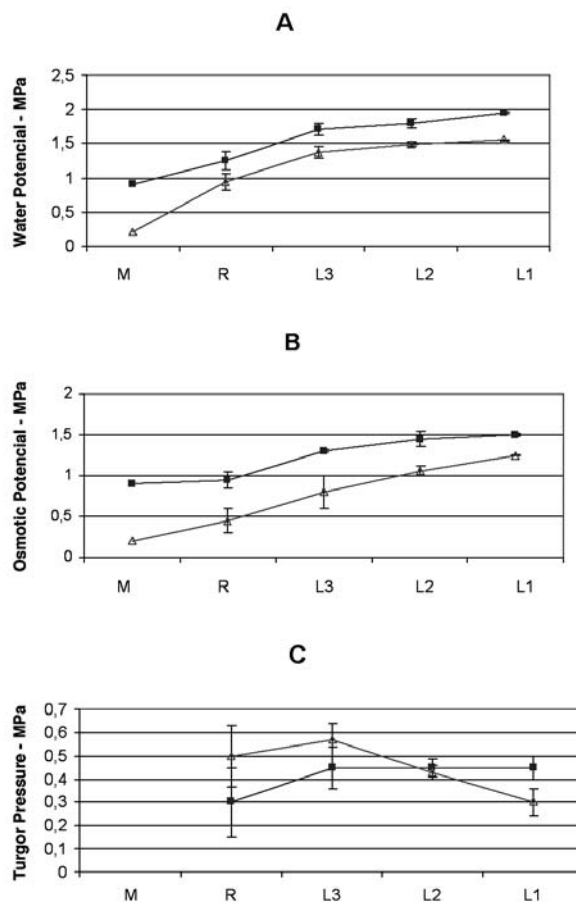 A
Water Potencial - MPa
2,5
2
1,5
1
0,5
0
M R L3 L2 L1
B
Osmotic Potencial - MPa
2
1,5
1
0,5
0
M R L3 L2 L1
C
Turgor Pressure - MPa
0,7
0,6
0,5
0,4
0,3
0,2
0,1
0
M R L3 L2 L1